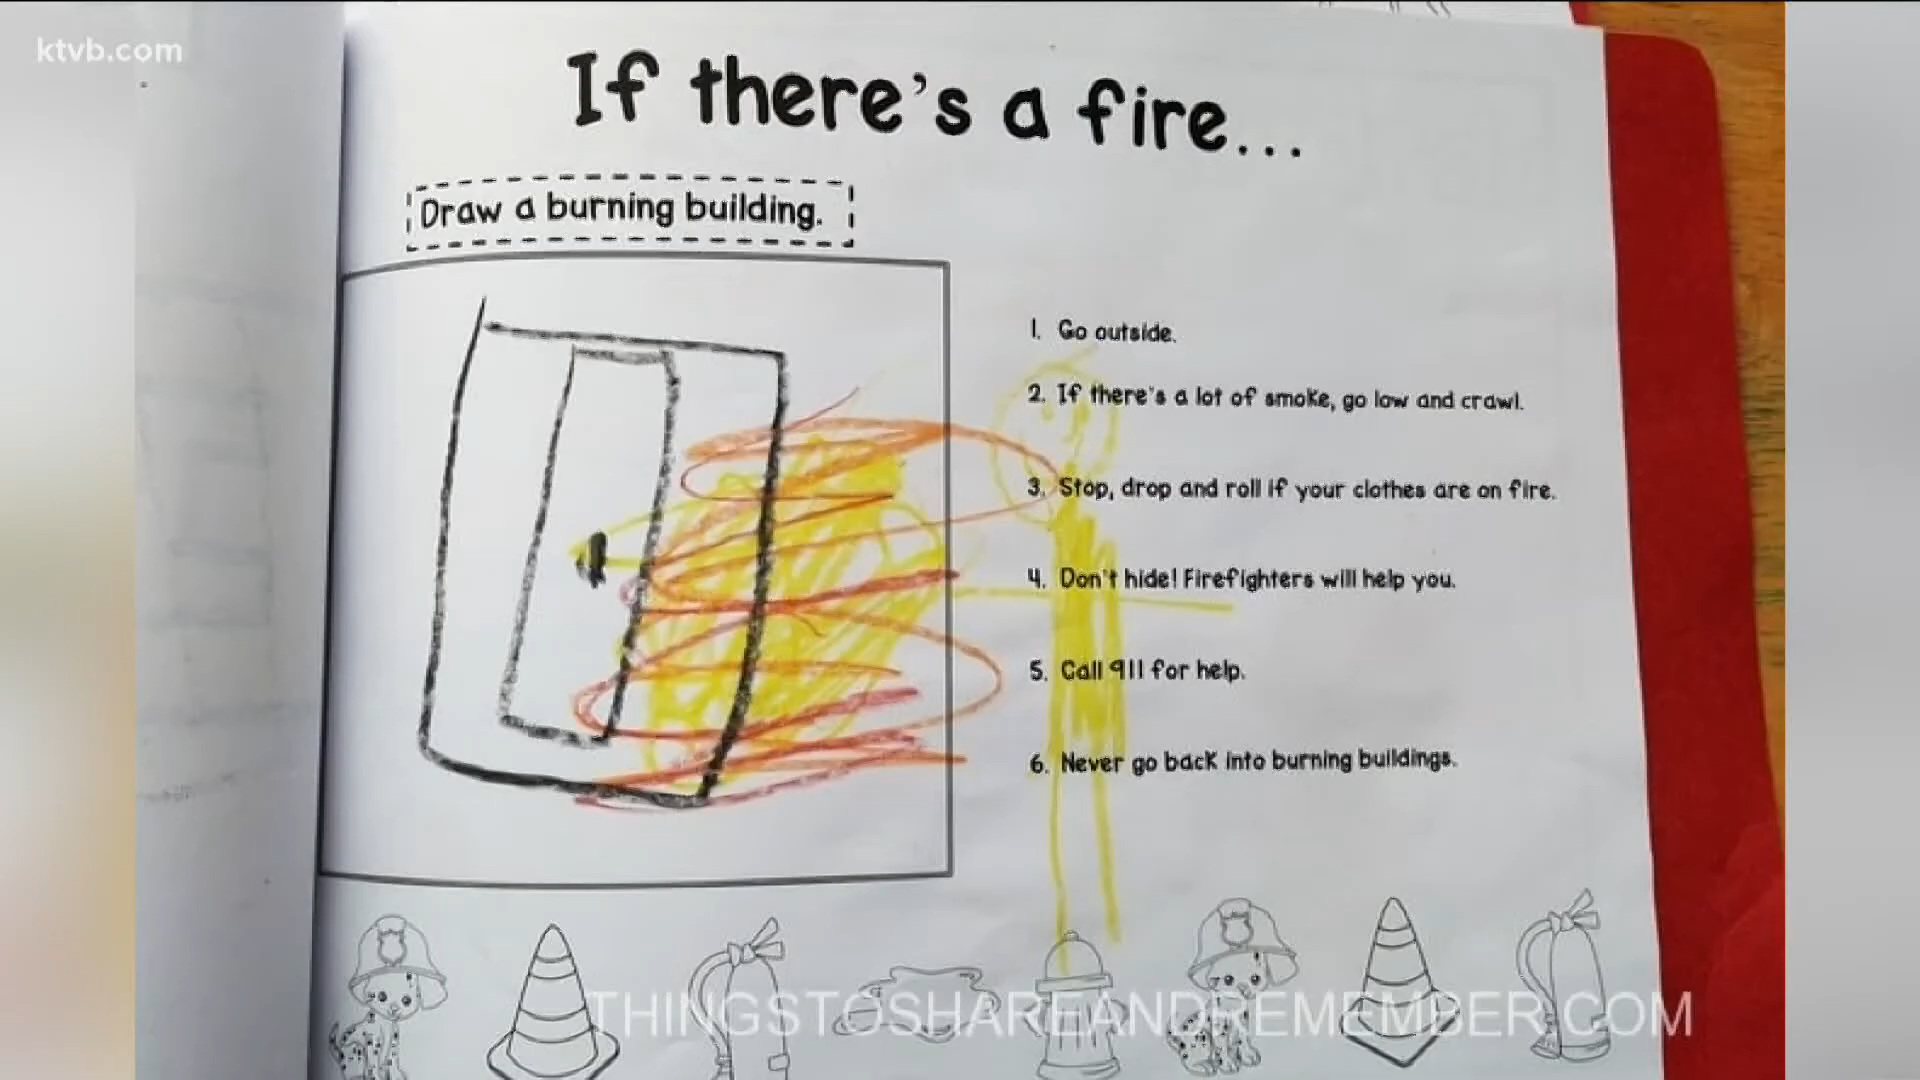 ktvb.com
If there's a fire...
Draw a burning building.
1. Go outside.
2. If there's a lot of smoke, go low and crawl.
3. Stop, drop and roll if your clothes are on fire.
4. Don't hide! Firefighters will help you.
5. Call 911 for help.
6. Never go back into burning buildings.
THINGSTOSHAREANDREMEMBER.COM